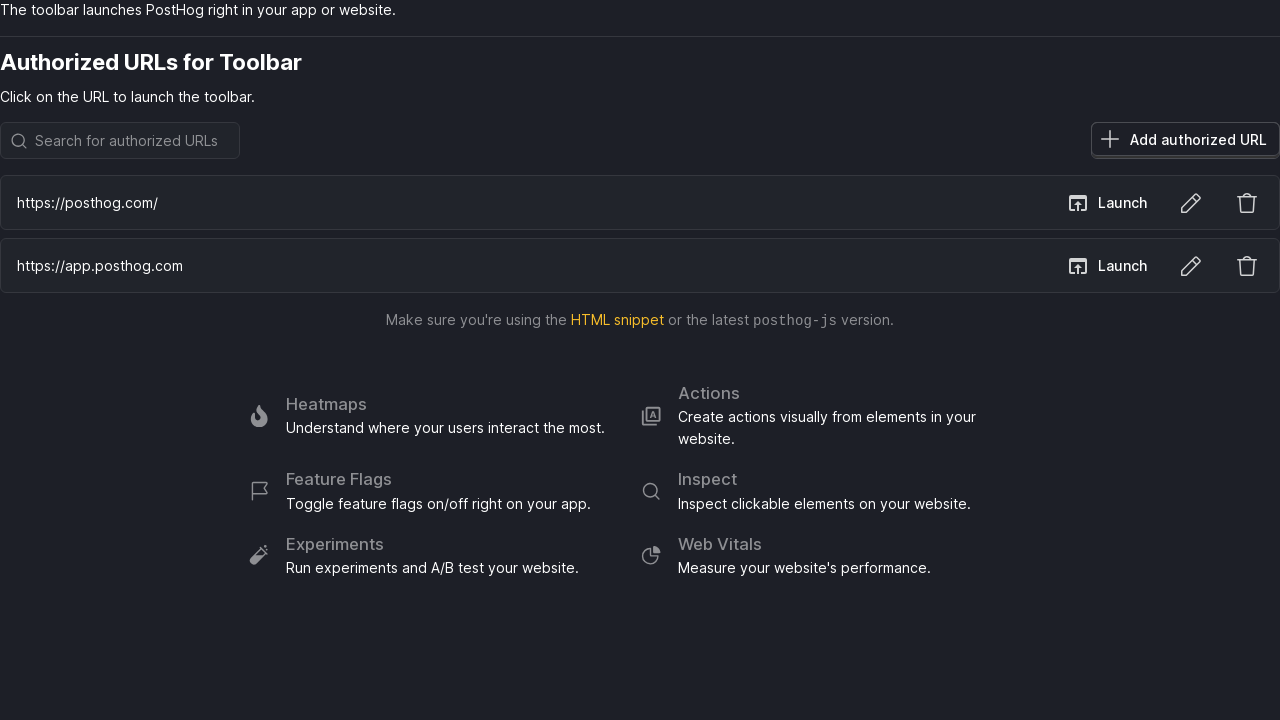 The toolbar launches PostHog right in your app or website.
Authorized URLs for Toolbar
Click on the URL to launch the toolbar.
Search for authorized URLs
Add authorized URL
https://posthog.com/
Launch
https://app.posthog.com
Launch
Make sure you're using the HTML snippet or the latest posthog-js version.
Heatmaps
Understand where your users interact the most.
Actions
Create actions visually from elements in your
website.
Feature Flags
Toggle feature flags on/off right on your app.
Inspect
Inspect clickable elements on your website.
Experiments
Run experiments and A/B test your website.
Web Vitals
Measure your website's performance.